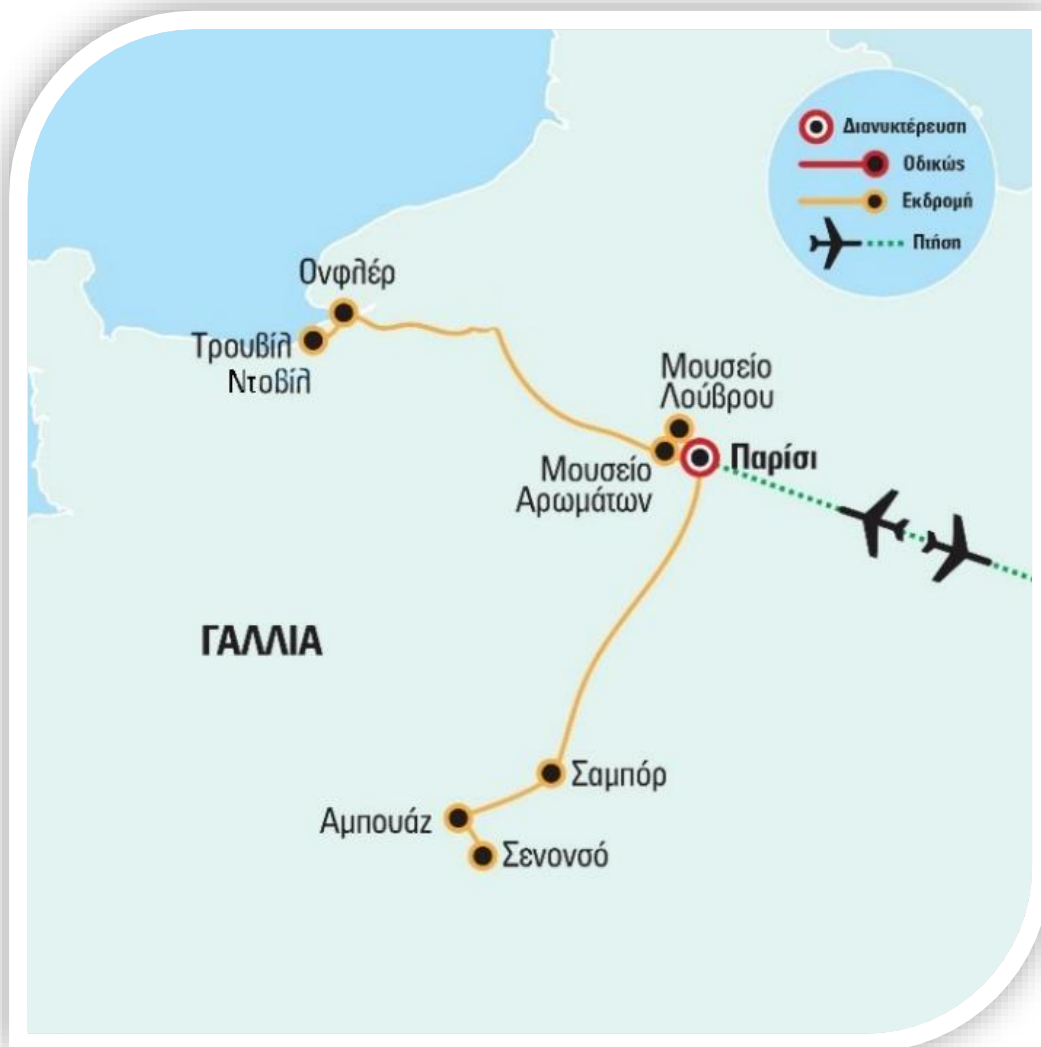 Διανυκτέρευση
Οδικώς
Εκδρομή
Πτήση
Ονφλέρ
Τρουβίλ
Ντοβίλ
Μουσείο
Λούβρου
Παρίσι
Μουσείο
Αρωμάτων
ΓΑΛΛΙΑ
Σαμπόρ
Αμπουάζ
Σενονσό